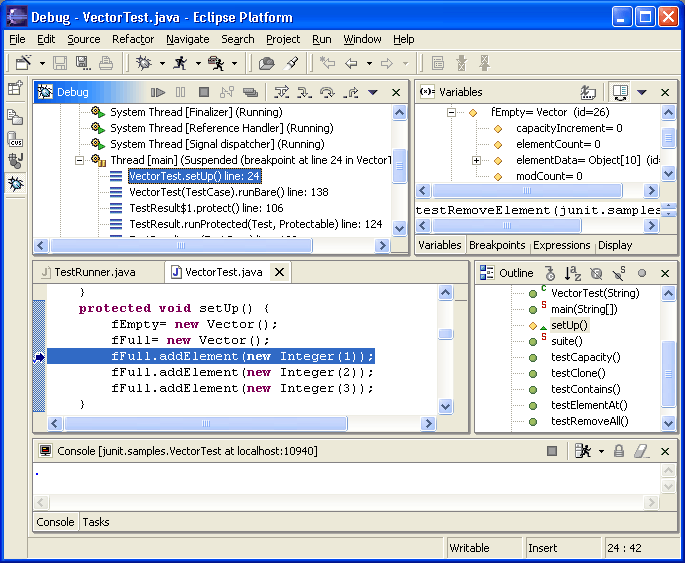 Debug - VectorTest.java - Eclipse Platform
File Edit Source Refactor Navigate Search Project Run Window Help
Debug
System Thread [Finalizer] (Running)
System Thread [Reference Handler] (Running)
System Thread [Signal dispatcher] (Running)
Thread [main] (Suspended (breakpoint at line 24 in Vector
VectorTest.setUp() line: 24
VectorTest(TestCase).runBare() line: 138
TestResult$1.protect() line: 106
TestResult.runProtected(Test, Protectable) line: 124
Variables
fEmpty= Vector (id=26)
capacityIncrement= 0
elementCount= 0
elementData= Object[10] (id=
modCount= 0
testRemoveElement(junit.samples
Variables Breakpoints Expressions Display
TestRunner.java VectorTest.java
}
protected void setUp() {
fEmpty= new Vector();
fFull= new Vector();
fFull.addElement(new Integer(1));
fFull.addElement(new Integer(2));
fFull.addElement(new Integer(3));
}
Outline
VectorTest(String)
main(String[])
setUp()
suite()
testCapacity()
testClone()
testContains()
testElementAt()
testRemoveAll()
Console [junit.samples.VectorTest at localhost:10940]
Console Tasks
Writable Insert 24 : 42